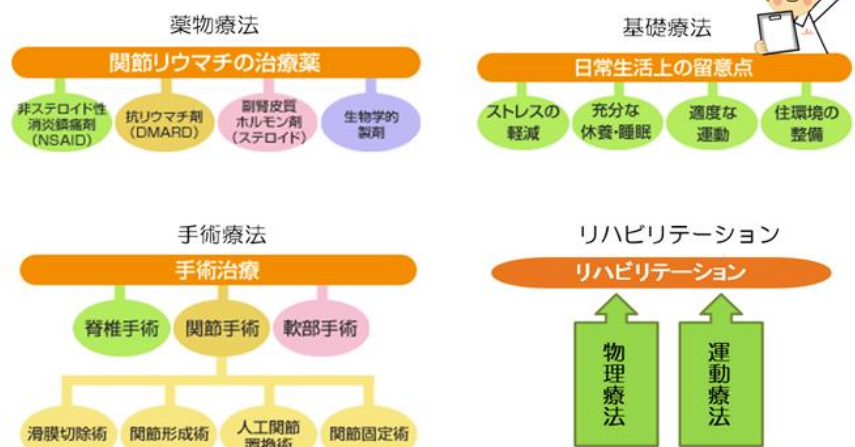 薬物療法
関節リウマチの治療薬
非ステロイド性
消炎鎮痛剤
(NSAID)
抗リウマチ剤
(DMARD)
副腎皮質
ホルモン剤
(ステロイド)
生物学的
製剤
基礎療法
日常生活上の留意点
ストレスの
軽減
充分な
休養・睡眠
適度な
運動
住環境の
整備
手術療法
手術治療
脊椎手術
関節手術
軟部手術
滑膜切除術
関節形成術
人工関節
置換術
関節固定術
リハビリテーション
リハビリテーション
物理療法
運動療法